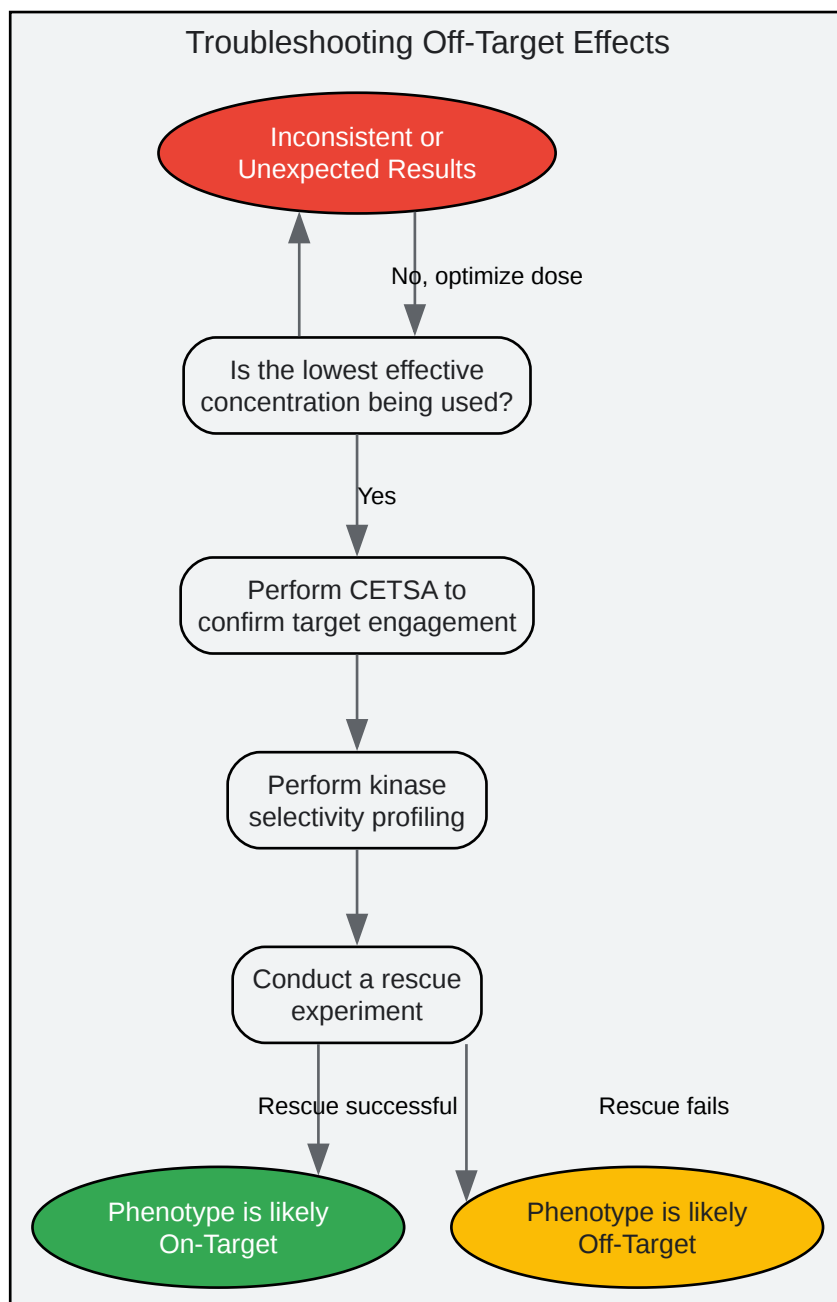 Troubleshooting Off-Target Effects
Inconsistent or
Unexpected Results
No, optimize dose
Is the lowest effective
concentration being used?
Yes
Perform CETSA to
confirm target engagement
Perform kinase
selectivity profiling
Conduct a rescue
experiment
Rescue successful
Rescue fails
Phenotype is likely
On-Target
Phenotype is likely
Off-Target